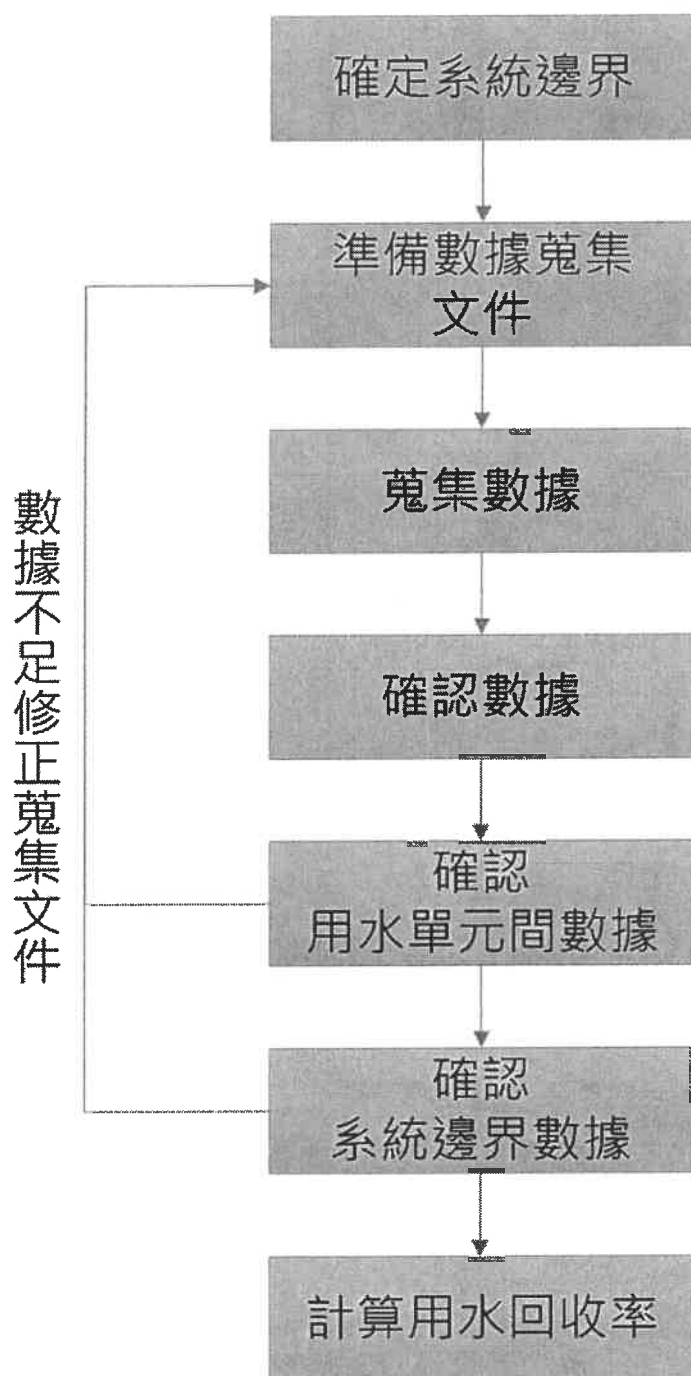 確定系統邊界
準備數據蒐集
文件
蒐集數據
確認數據
確認
用水單元間數據
確認
系統邊界數據
計算用水回收率
數據不足修正蒐集文件